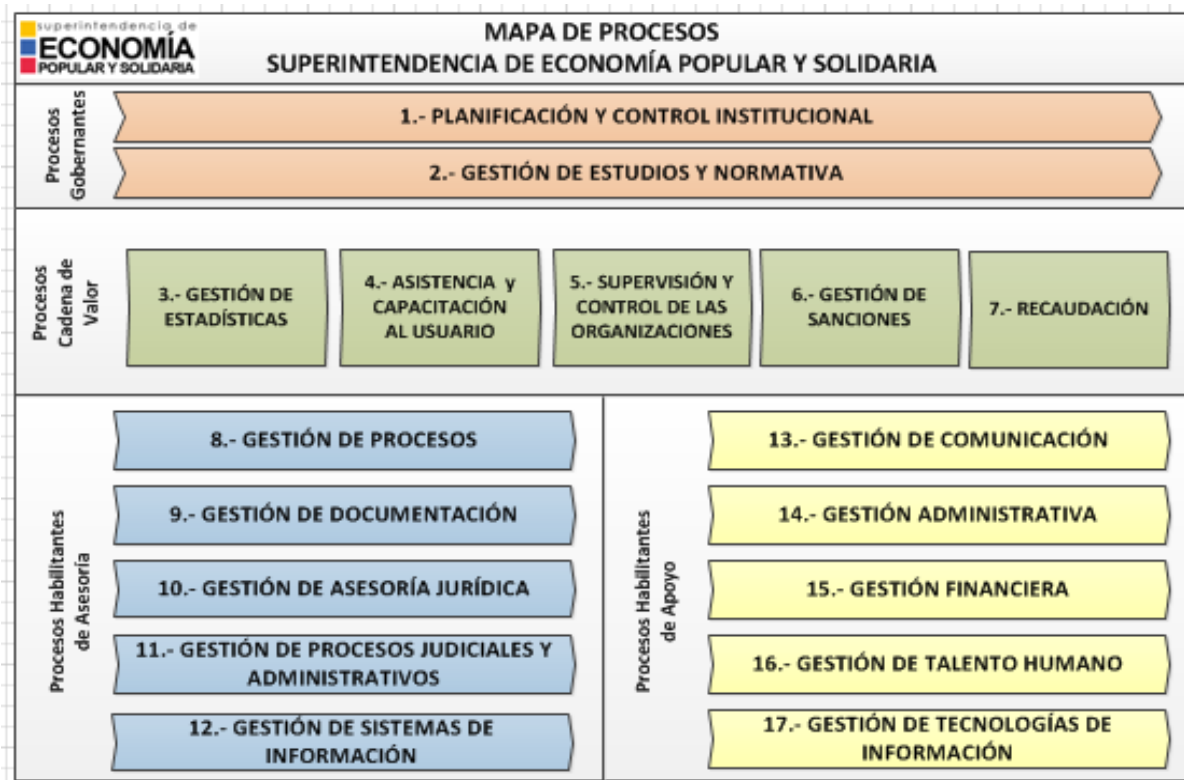 superintendencia de
ECONOMÍA
POPULAR Y SOLIDARIA
MAPA DE PROCESOS
SUPERINTENDENCIA DE ECONOMÍA POPULAR Y SOLIDARIA
Procesos
Gobernantes
1.- PLANIFICACIÓN Y CONTROL INSTITUCIONAL
2.- GESTIÓN DE ESTUDIOS Y NORMATIVA
Procesos
Cadena de
Valor
3.- GESTIÓN DE
ESTADÍSTICAS
4.- ASISTENCIA y
CAPACITACIÓN
AL USUARIO
5.- SUPERVISIÓN Y
CONTROL DE LAS
ORGANIZACIONES
6.- GESTIÓN DE
SANCIONES
7.- RECAUDACIÓN
Procesos Habilitantes
de Asesoría
8.- GESTIÓN DE PROCESOS
9.- GESTIÓN DE DOCUMENTACIÓN
10.- GESTIÓN DE ASESORÍA JURÍDICA
11.- GESTIÓN DE PROCESOS JUDICIALES Y
ADMINISTRATIVOS
12.- GESTIÓN DE SISTEMAS DE
INFORMACIÓN
Procesos Habilitantes
de Apoyo
13.- GESTIÓN DE COMUNICACIÓN
14.- GESTIÓN ADMINISTRATIVA
15.- GESTIÓN FINANCIERA
16.- GESTIÓN DE TALENTO HUMANO
17.- GESTIÓN DE TECNOLOGÍAS DE
INFORMACIÓN